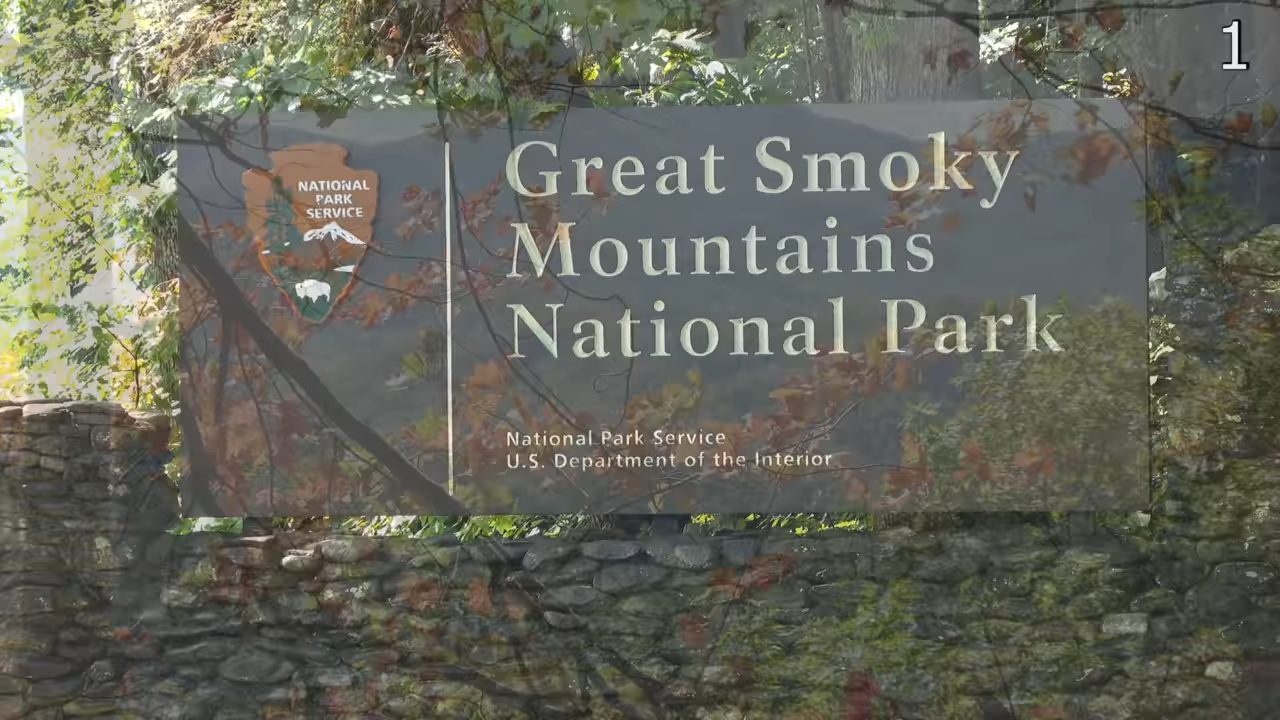 1
NATIONAL
PARK
SERVICE
Great Smoky
Mountains
National Park
National Park Service
U.S. Department of the Interior